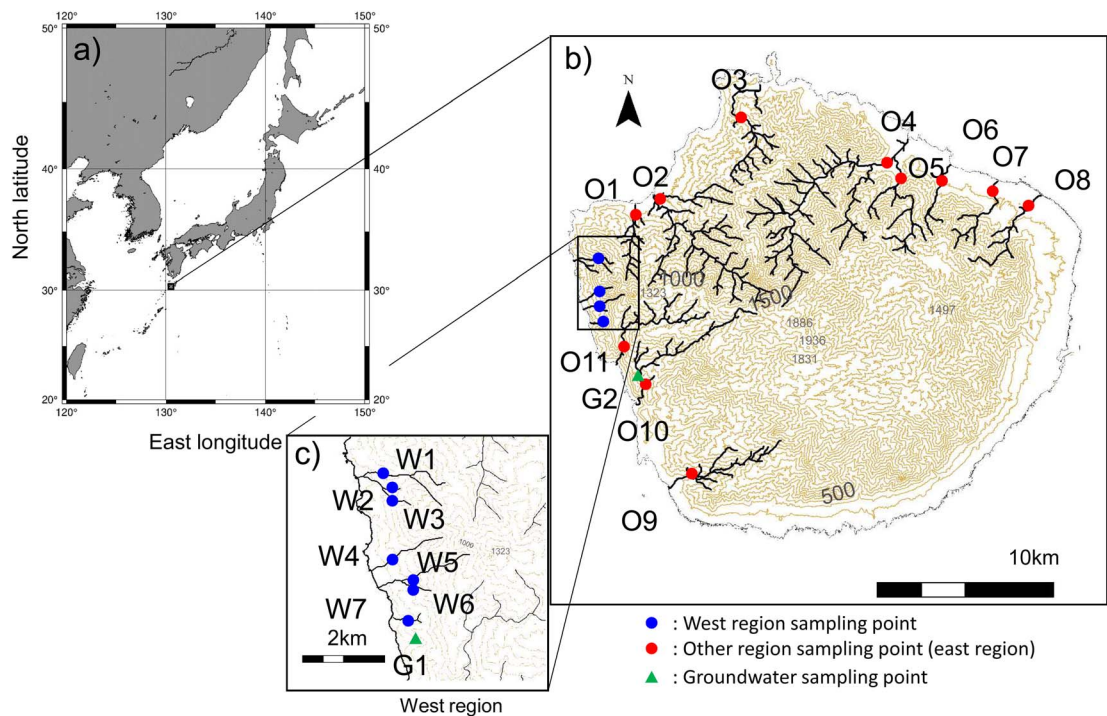 120° 130° 140° 150°
50° 50°
a)
40° 40°
30° 30°
20° 20°
120° 130° 140° 150°
North latitude
East longitude
b)
N
O3
O4
O6
O5
O7
O8
O1
O2
1000
1323
1500
1497
1886
1936
1831
O11
G2
O10
O9
500
10km
c)
W1
W2
W3
W4
W5
1000
1323
W6
W7
2km
G1
West region
: West region sampling point
: Other region sampling point (east region)
: Groundwater sampling point